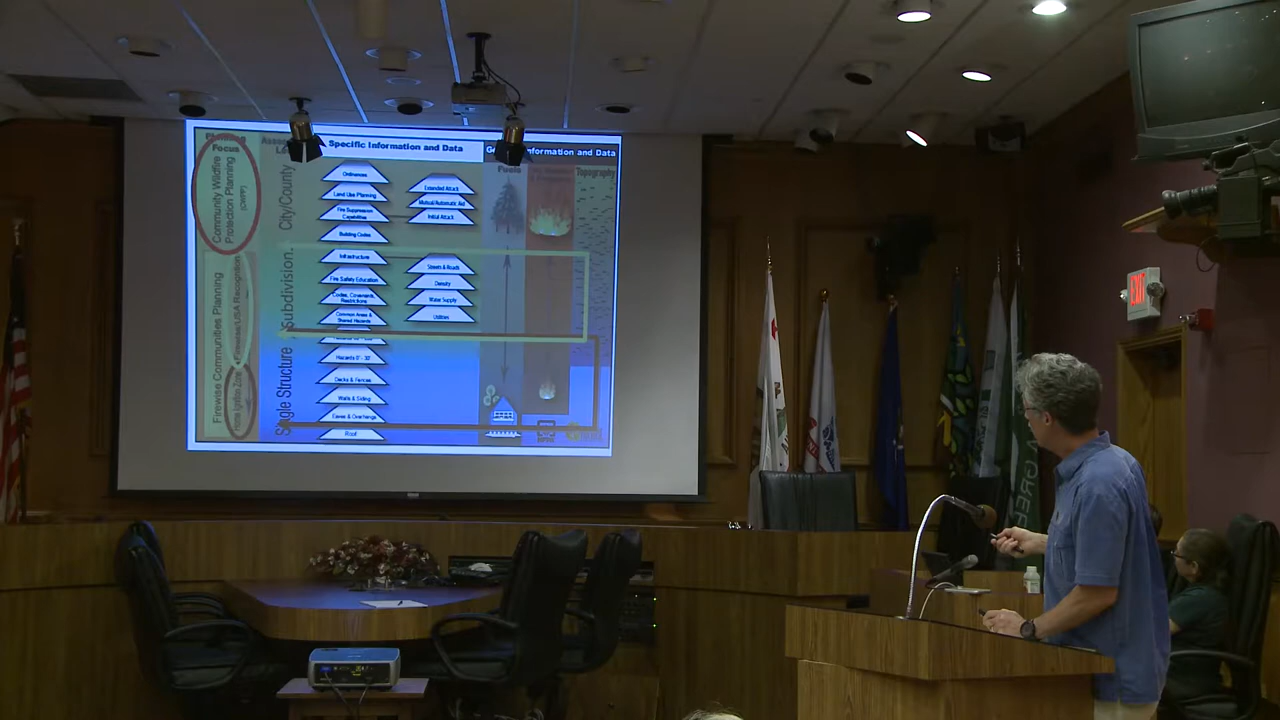 Focus
Community Wildfire
Protection Planning
(CWPP)
Firewise Communities Planning
Firewise/USA Recognition
Home Ignition Zone
City/County
Subdivision
Single Structure
Specific Information and Data
Ordinances
Land Use Planning
Fire Suppression
Capabilities
Building Codes
Infrastructure
Fire Safety Education
Codes, Covenants,
Restrictions
Common Areas &
Shared Hazards
Hazards 0' - 30'
Decks & Fences
Walls & Siding
Eaves & Overhangs
Roof
Extended Attack
Mutual/Automatic Aid
Initial Attack
Streets & Roads
Density
Water Supply
Utilities
Information and Data
Fuels
Topography
EXIT